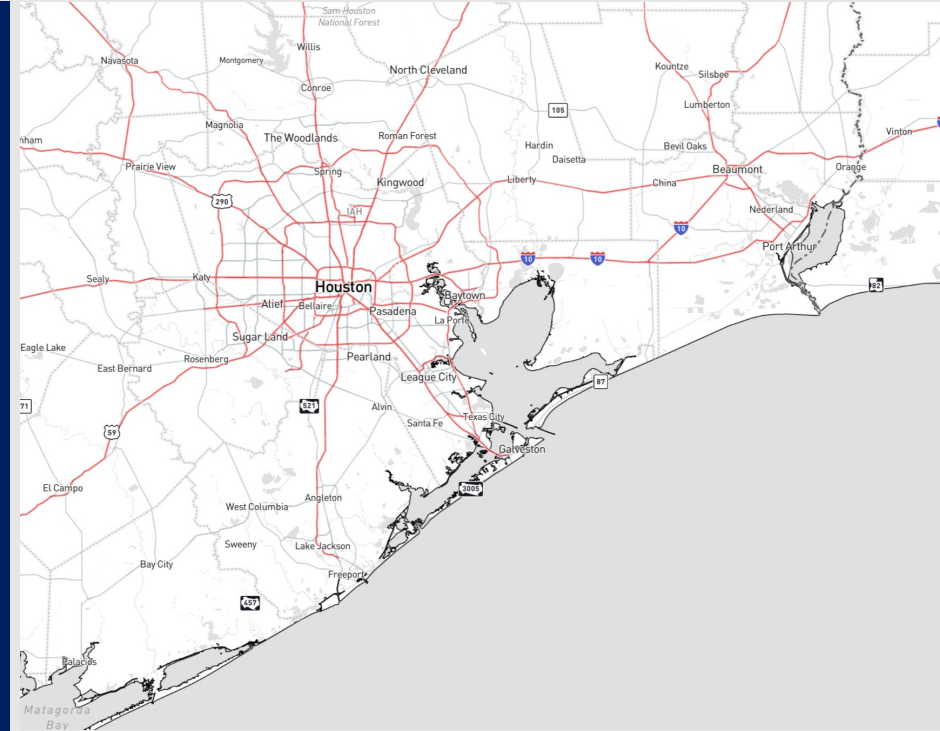 Sam Houston
National Forest
Willis
Navasota
Montgomery
Kountze
Silsbee
North Cleveland
Conroe
Lumberton
105
Magnolia
The Woodlands
Roman Forest
Vinton
nham
Hardin
Bevil Oaks
Daisetta
Prairie View
Spring
Beaumont
Orange
Kingwood
Liberty
China
290
IAH
Nederland
10
Port Arthur
10
10
Sealy
Katy
82
Houston
Baytown
Alief
Bellaire
Pasadena
La Porte
Sugar Land
Eagle Lake
Rosenberg
Pearland
East Bernard
League City
87
71
521
Alvin
Texas City
Santa Fe
59
Galveston
El Campo
3005
Angleton
West Columbia
Sweeny
Lake Jackson
Bay City
Freeport
457
Palacios
Matagorda
Bay